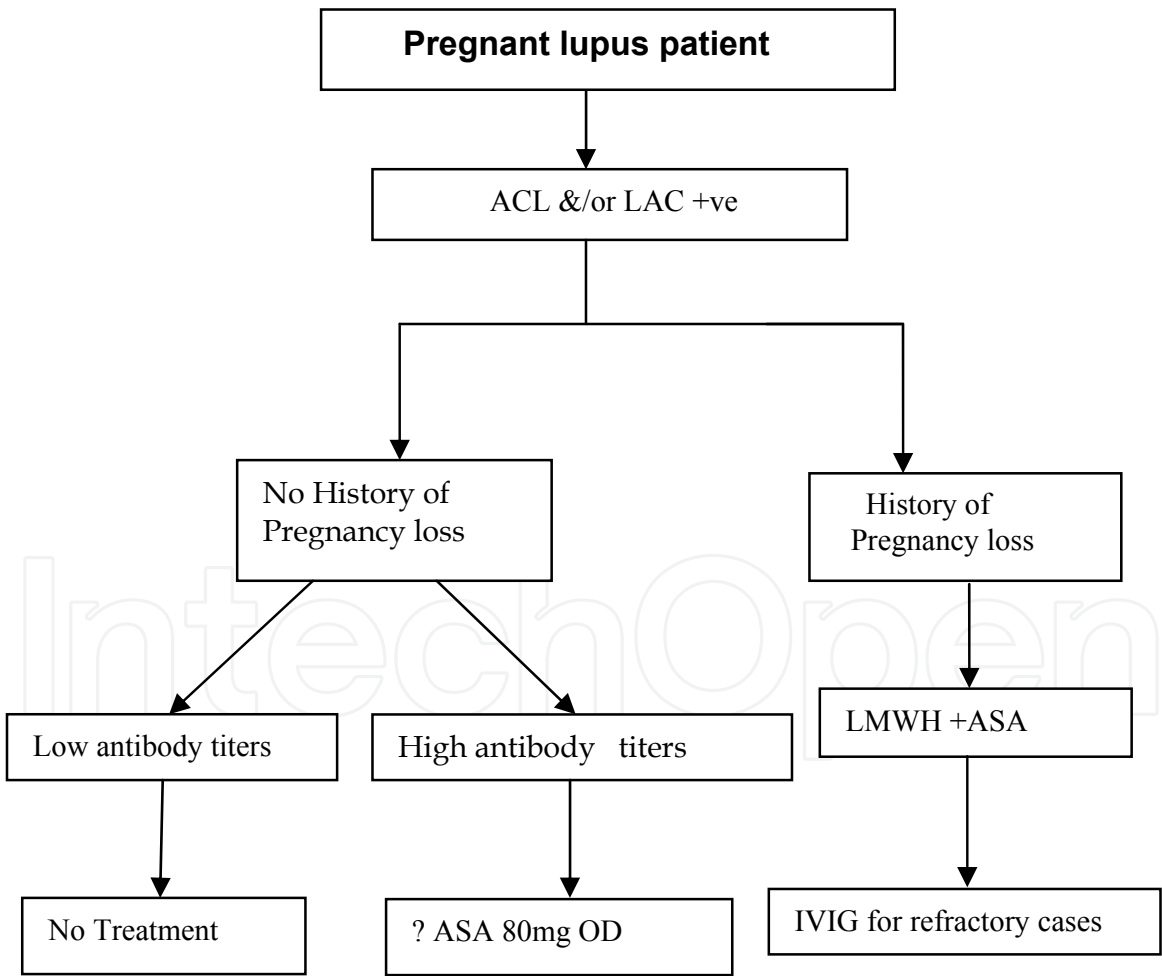 Pregnant lupus patient
ACL &/or LAC +ve
No History of
Pregnancy loss
History of
Pregnancy loss
Low antibody titers
High antibody titers
LMWH +ASA
No Treatment
? ASA 80mg OD
IVIG for refractory cases
IntechOpen